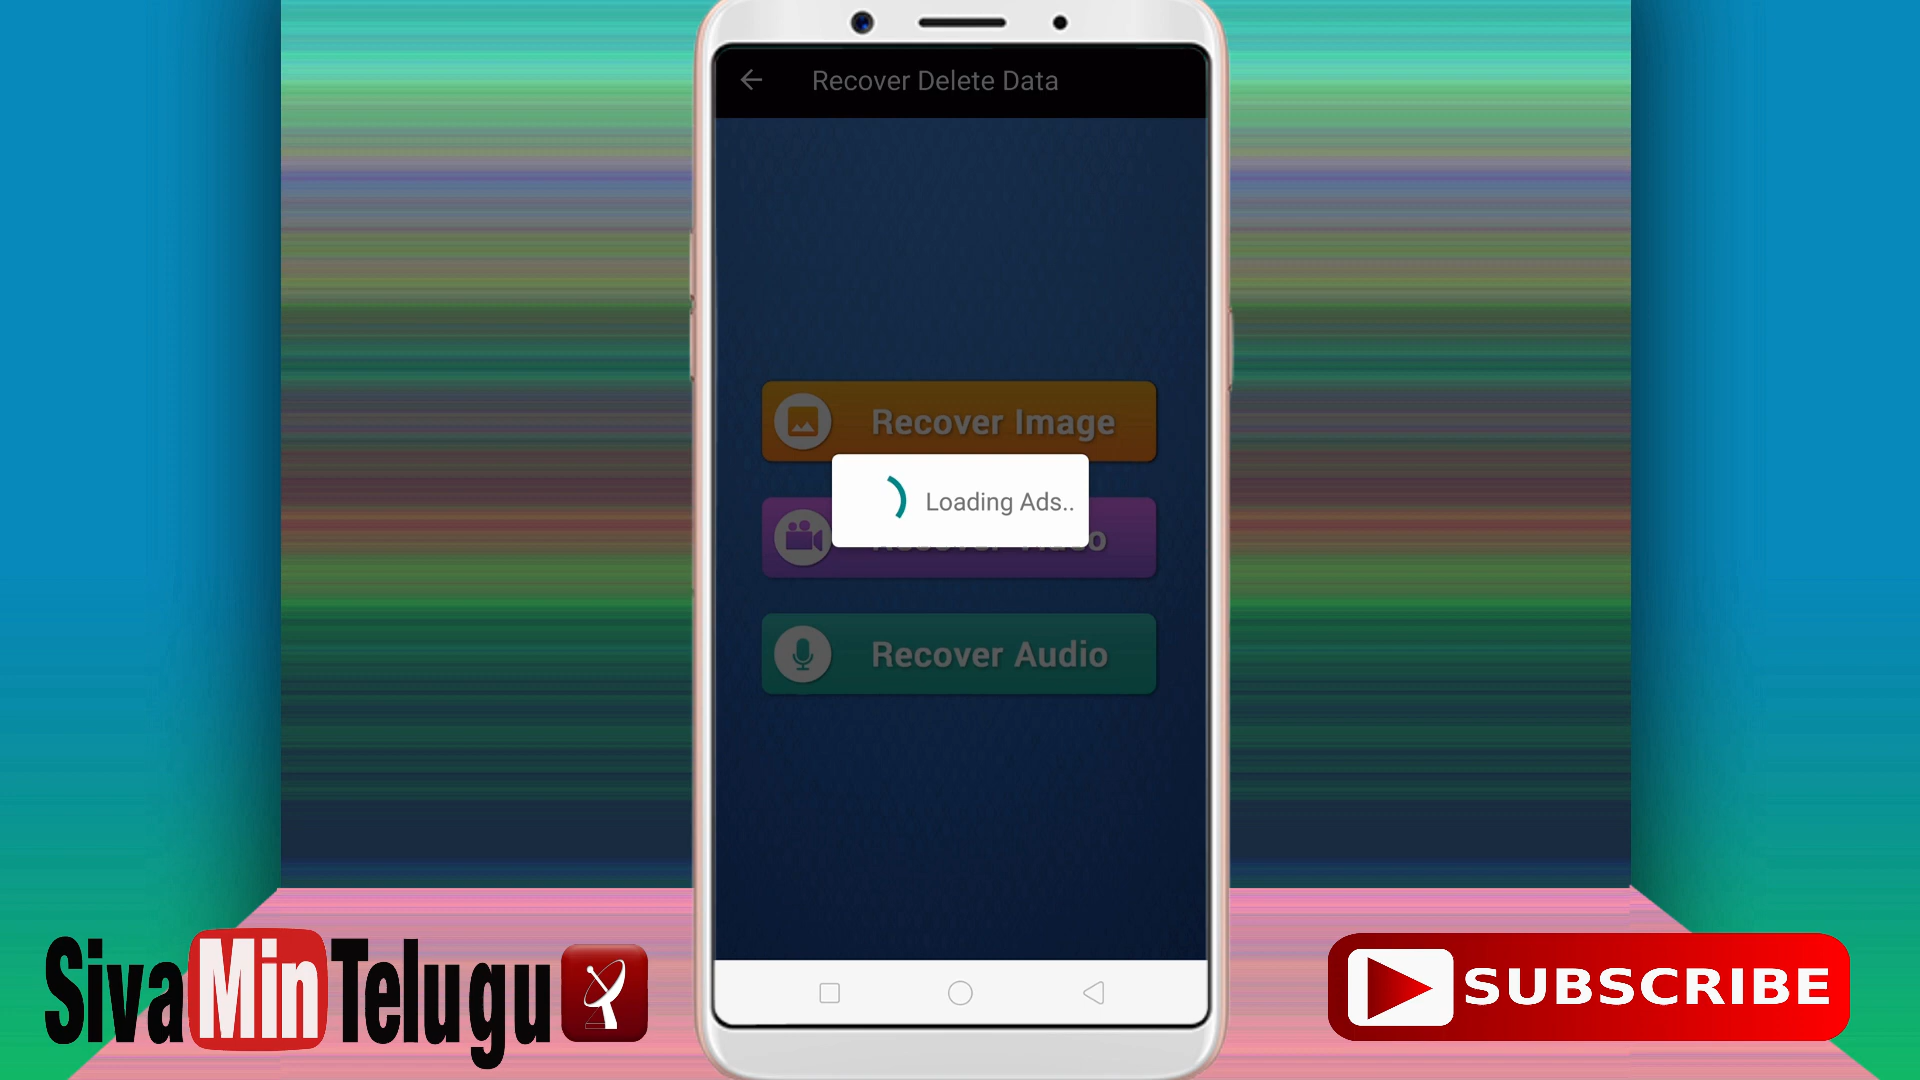 Recover Delete Data
Recover Image
Loading Ads..
Recover Audio
SivaMinTelugu
SUBSCRIBE